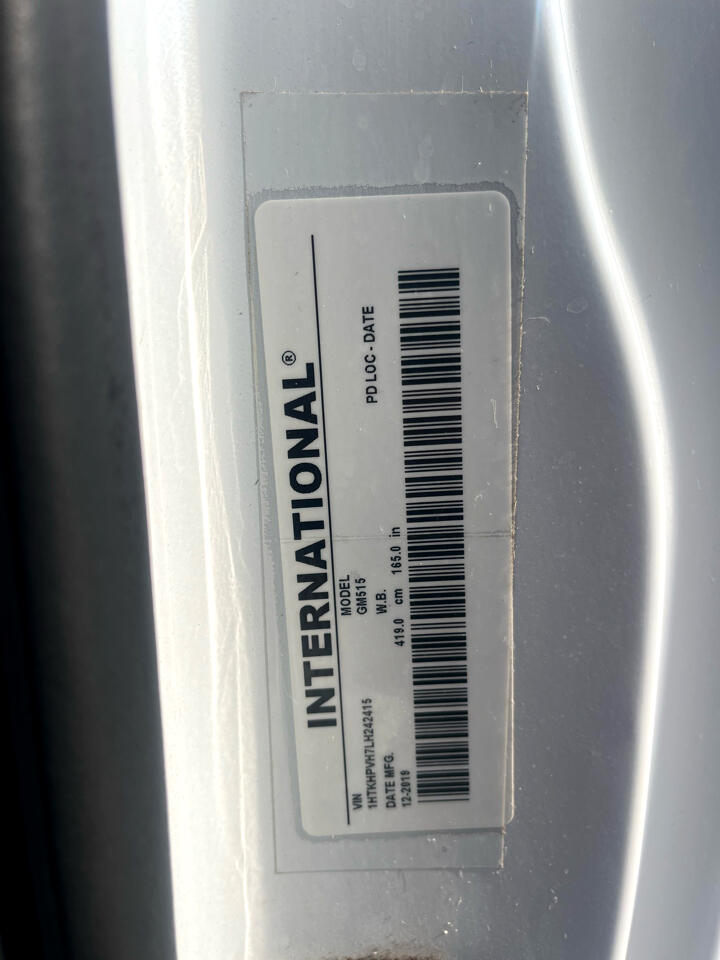 INTERNATIONAL®
VIN
1HTKHPVH7LH242415
MODEL
GM515
PD LOC - DATE
DATE MFG.
12-2019
W.B.
419.0 cm 165.0 in